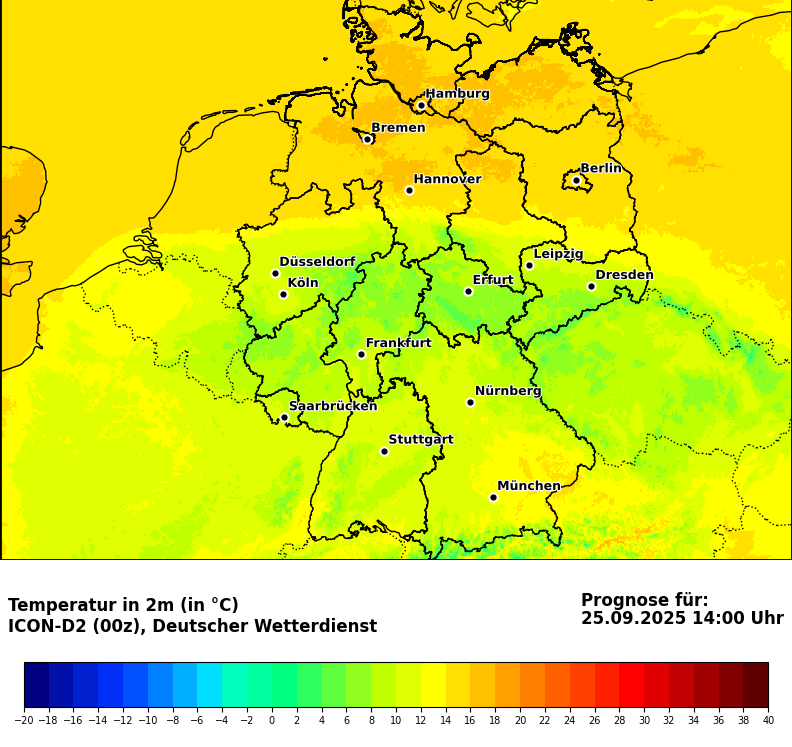 Hamburg
Bremen
Berlin
Hannover
Leipzig
Düsseldorf
Dresden
Köln
Erfurt
Frankfurt
Nürnberg
Saarbrücken
Stuttgart
München
Temperatur in 2m (in °C)
ICON-D2 (00z), Deutscher Wetterdienst
Prognose für:
25.09.2025 14:00 Uhr
−20 −18 −16 −14 −12 −10 −8 −6 −4 −2 0 2 4 6 8 10 12 14 16 18 20 22 24 26 28 30 32 34 36 38 40